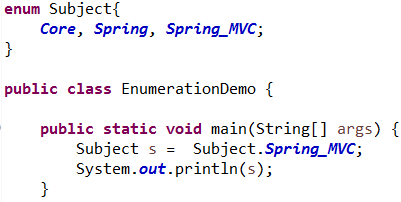 enum Subject{
    Core, Spring, Spring_MVC;
}
public class EnumerationDemo {
    public static void main(String[] args) {
        Subject s =  Subject.Spring_MVC;
        System.out.println(s);
    }